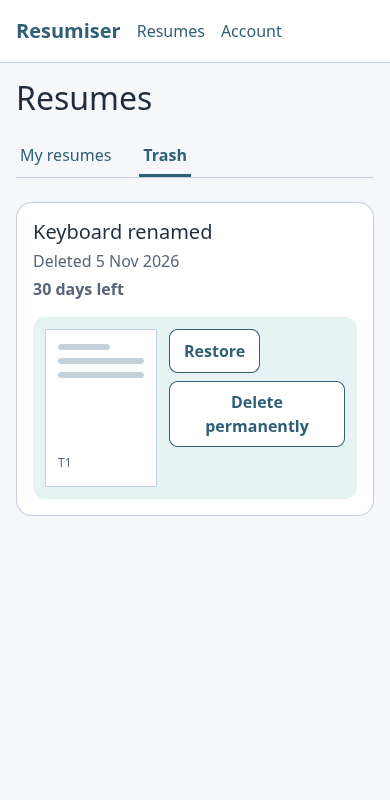 Resumiser Resumes Account
Resumes
My resumes Trash
Keyboard renamed
Deleted 5 Nov 2026
30 days left
Restore
Delete
permanently
T1